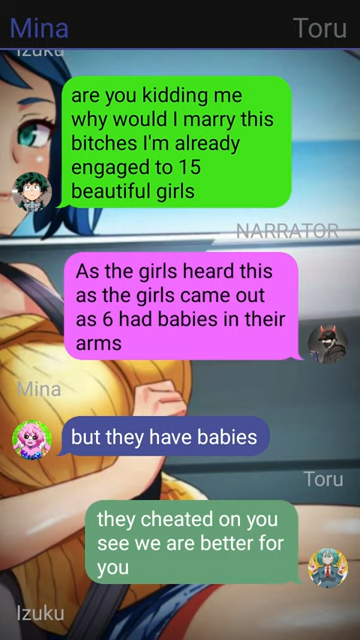 Mina Toru
Izuku
are you kidding me
why would I marry this
bitches I'm already
engaged to 15
beautiful girls
NARRATOR
As the girls heard this
as the girls came out
as 6 had babies in their
arms
Mina
but they have babies
Toru
they cheated on you
see we are better for
you
Izuku